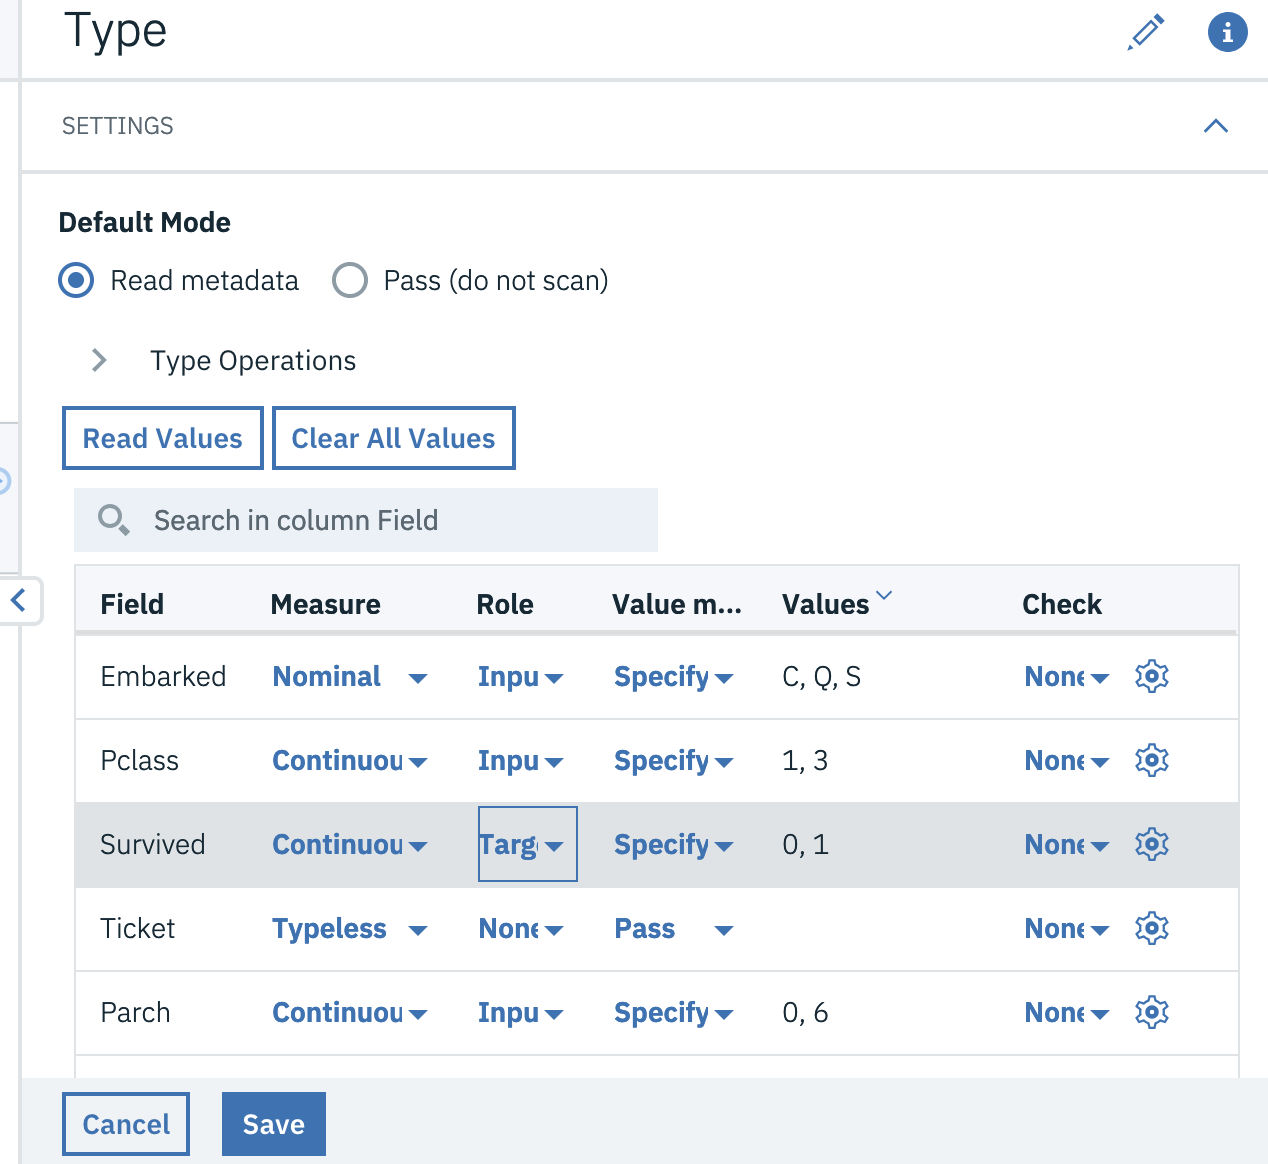 Type
SETTINGS
Default Mode
Read metadata Pass (do not scan)
Type Operations
Read Values Clear All Values
Search in column Field
Field Measure Role Value m... Values Check
Embarked Nominal Inpu Specify C, Q, S None
Pclass Continuou Inpu Specify 1, 3 None
Survived Continuou Targ Specify 0, 1 None
Ticket Typeless None Pass None
Parch Continuou Inpu Specify 0, 6 None
Cancel Save